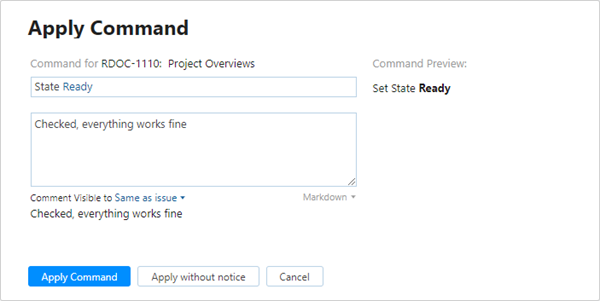 Apply Command
Command for RDOC-1110: Project Overviews
Command Preview:
State Ready
Set State Ready
Checked, everything works fine
Comment Visible to Same as issue
Markdown
Checked, everything works fine
Apply Command
Apply without notice
Cancel